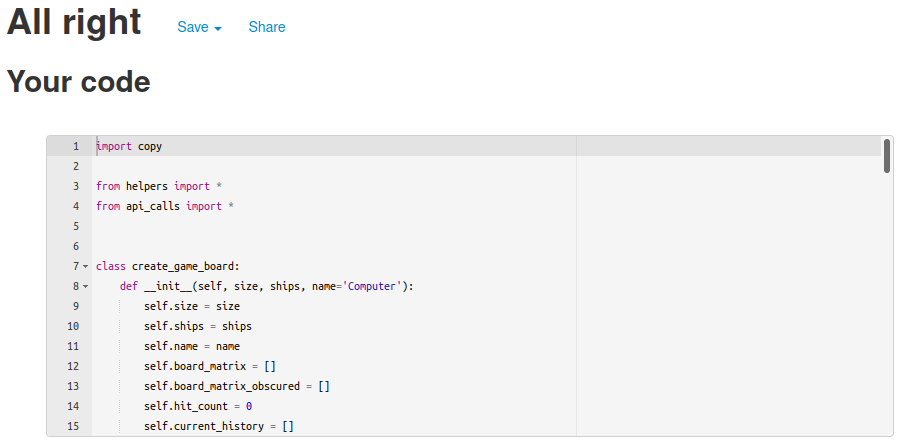 All right Save Share
Your code
1 import copy
2
3 from helpers import *
4 from api_calls import *
5
6
7 class create_game_board:
8 def __init__(self, size, ships, name='Computer'):
9 self.size = size
10 self.ships = ships
11 self.name = name
12 self.board_matrix = []
13 self.board_matrix_obscured = []
14 self.hit_count = 0
15 self.current_history = []